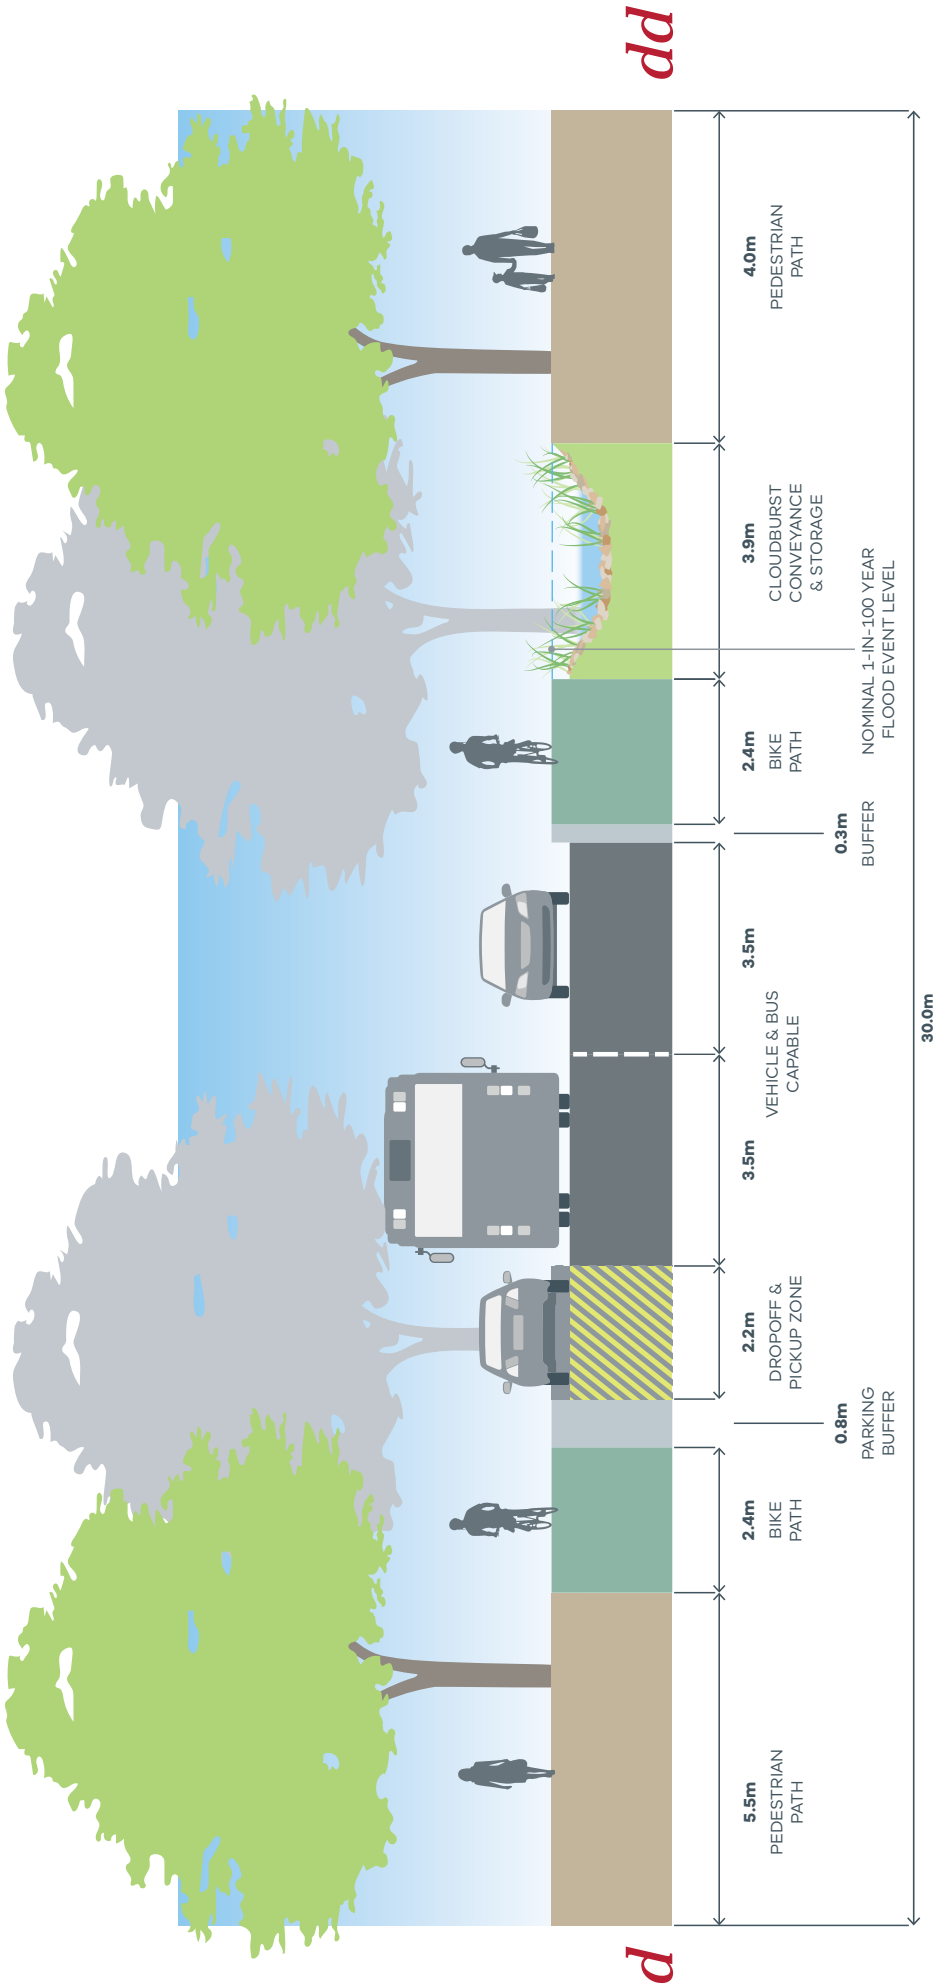 d
dd
5.5m
PEDESTRIAN
PATH
2.4m
BIKE
PATH
0.8m
PARKING
BUFFER
2.2m
DROPOFF &
PICKUP ZONE
3.5m
3.5m
VEHICLE & BUS
CAPABLE
0.3m
BUFFER
2.4m
BIKE
PATH
3.9m
CLOUDBURST
CONVEYANCE
& STORAGE
NOMINAL 1-IN-100 YEAR
FLOOD EVENT LEVEL
4.0m
PEDESTRIAN
PATH
30.0m